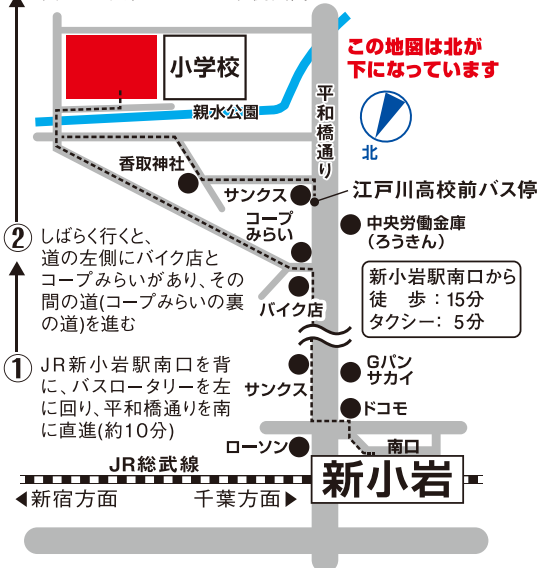 小学校
この地図は北が
下になっています
親水公園
平和橋通り
北
香取神社
サンクス
江戸川高校前バス停
コープ
みらい
中央労働金庫
(ろうきん)
②
しばらく行くと、
道の左側にバイク店と
コープみらいがあり、その
間の道(コープみらいの裏
の道)を進む
バイク店
新小岩駅南口から
徒　歩：15分
タクシー： 5分
①
JR新小岩駅南口を背
に、バスロータリーを左
に回り、平和橋通りを南
に直進(約10分)
サンクス
Gパン
サカイ
ドコモ
ローソン
南口
JR総武線
新小岩
◀新宿方面
千葉方面▶